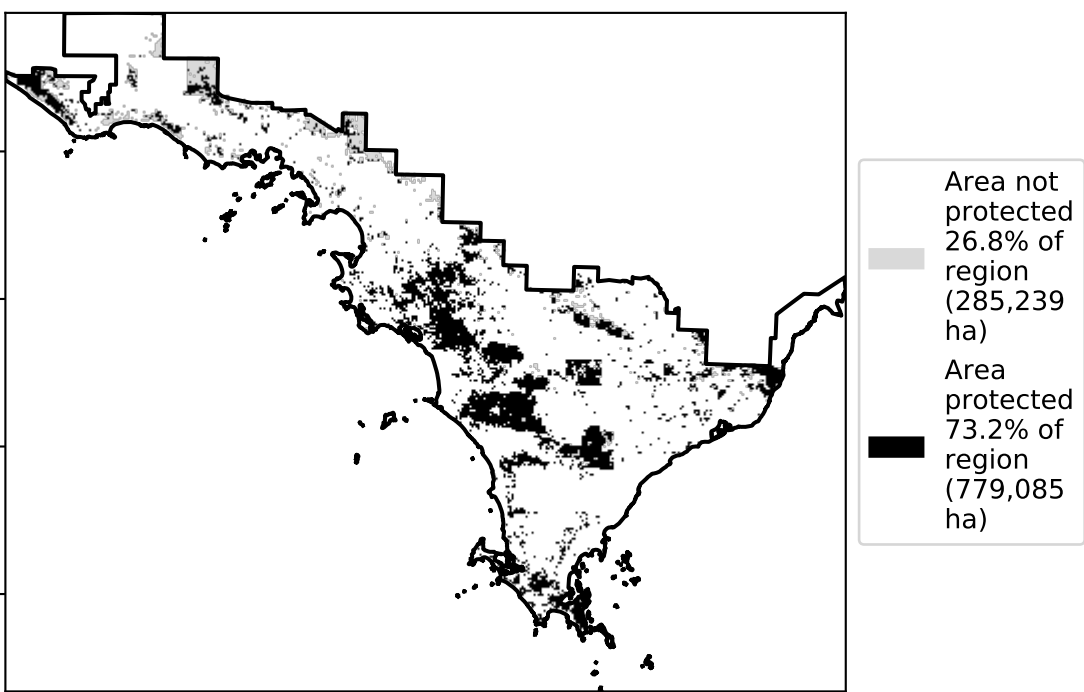 Area not
protected
26.8% of
region
(285,239
ha)
Area
protected
73.2% of
region
(779,085
ha)